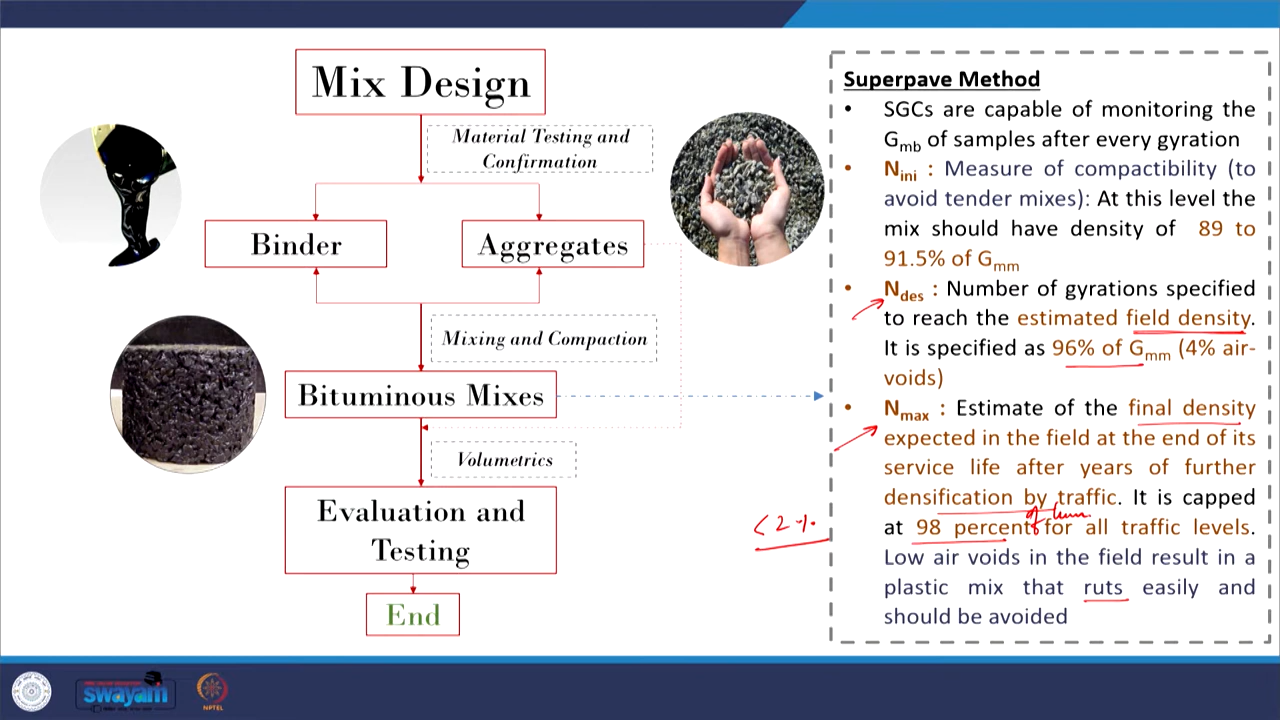 Mix Design
Material Testing and
Confirmation
Binder
Aggregates
Mixing and Compaction
Bituminous Mixes
Volumetrics
Evaluation and
Testing
End
Superpave Method
• SGCs are capable of monitoring the
Gmb of samples after every gyration
• Nini : Measure of compactibility (to
avoid tender mixes): At this level the
mix should have density of 89 to
91.5% of Gmm
• Ndes : Number of gyrations specified
to reach the estimated field density.
It is specified as 96% of Gmm (4% air-
voids)
• Nmax : Estimate of the final density
expected in the field at the end of its
service life after years of further
densification by traffic. It is capped
of
at 98 percent for all traffic levels.
Low air voids in the field result in a
plastic mix that ruts easily and
should be avoided
< 2 %
swayam
NPTEL